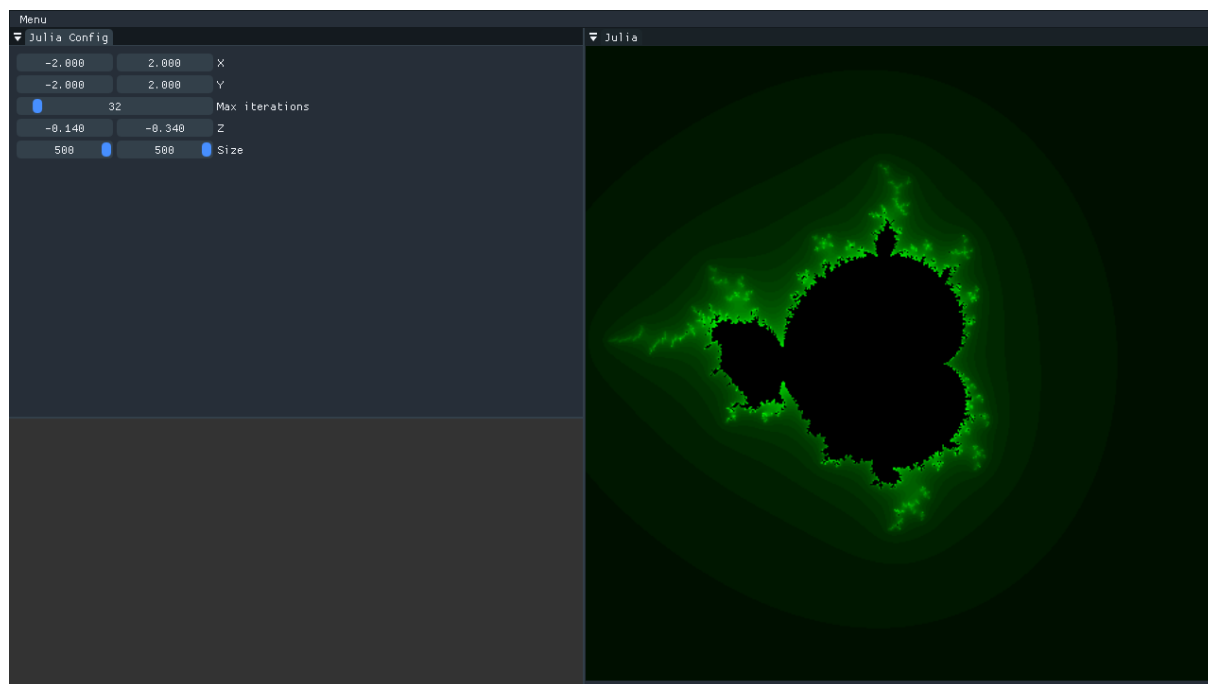 Menu
Julia Config
-2.000 2.000 X
-2.000 2.000 Y
32 Max iterations
-0.140 -0.340 Z
500 500 Size
Julia